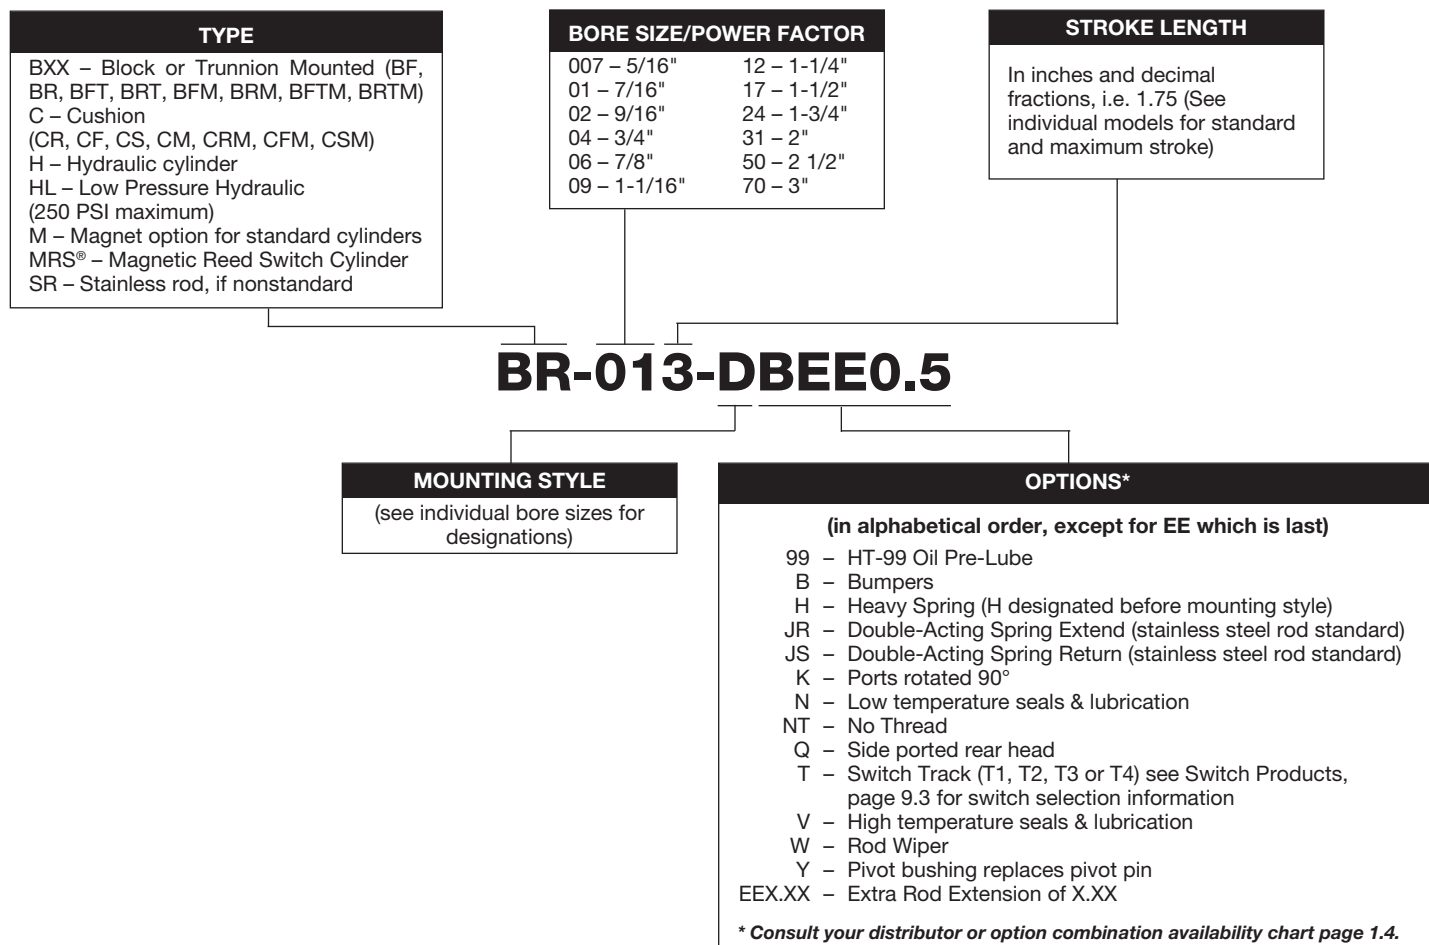 TYPE
BXX – Block or Trunnion Mounted (BF,
BR, BFT, BRT, BFM, BRM, BFTM, BRTM)
C – Cushion
(CR, CF, CS, CM, CRM, CFM, CSM)
H – Hydraulic cylinder
HL – Low Pressure Hydraulic
(250 PSI maximum)
M – Magnet option for standard cylinders
MRS® – Magnetic Reed Switch Cylinder
SR – Stainless rod, if nonstandard
BORE SIZE/POWER FACTOR
007 – 5/16" 12 – 1-1/4"
01 – 7/16" 17 – 1-1/2"
02 – 9/16" 24 – 1-3/4"
04 – 3/4" 31 – 2"
06 – 7/8" 50 – 2 1/2"
09 – 1-1/16" 70 – 3"
STROKE LENGTH
In inches and decimal
fractions, i.e. 1.75 (See
individual models for standard
and maximum stroke)
BR-013-DBEE0.5
MOUNTING STYLE
(see individual bore sizes for
designations)
OPTIONS*
(in alphabetical order, except for EE which is last)
99 – HT-99 Oil Pre-Lube
B – Bumpers
H – Heavy Spring (H designated before mounting style)
JR – Double-Acting Spring Extend (stainless steel rod standard)
JS – Double-Acting Spring Return (stainless steel rod standard)
K – Ports rotated 90°
N – Low temperature seals & lubrication
NT – No Thread
Q – Side ported rear head
T – Switch Track (T1, T2, T3 or T4) see Switch Products,
page 9.3 for switch selection information
V – High temperature seals & lubrication
W – Rod Wiper
Y – Pivot bushing replaces pivot pin
EEX.XX – Extra Rod Extension of X.XX
* Consult your distributor or option combination availability chart page 1.4.